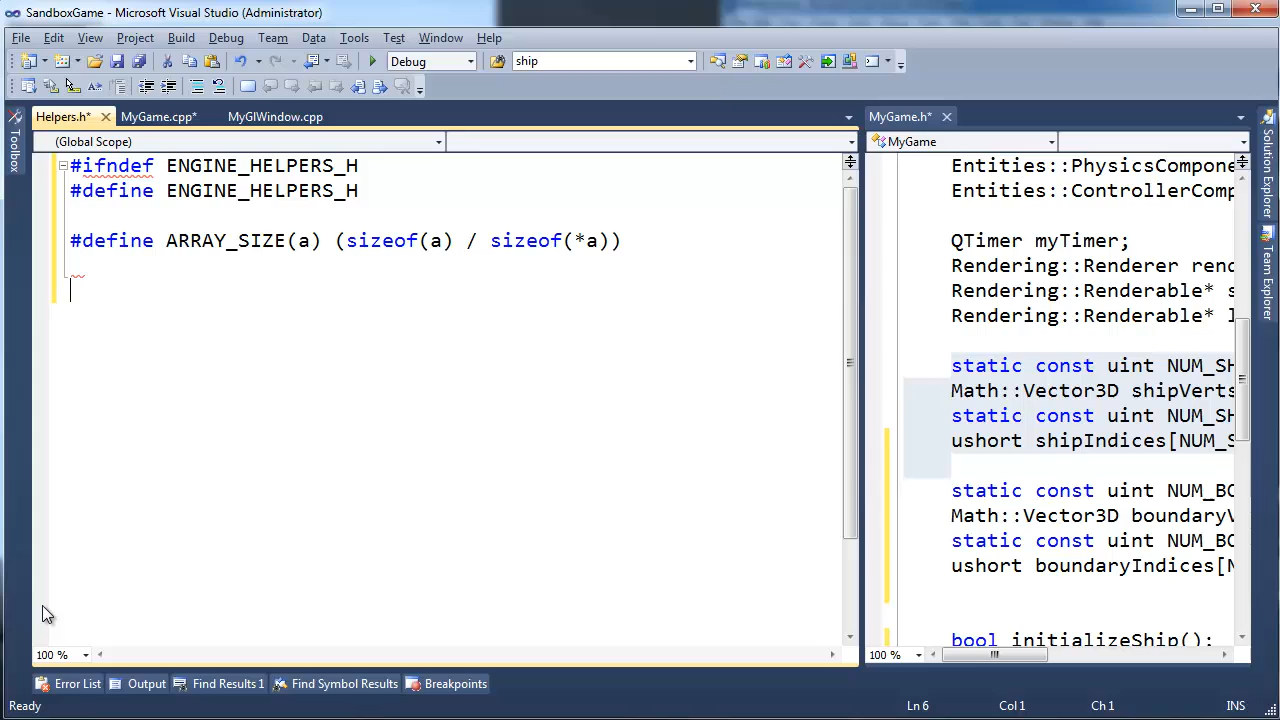 SandboxGame - Microsoft Visual Studio (Administrator)
File Edit View Project Build Debug Team Data Tools Test Window Help
Debug ship
Helpers.h* MyGame.cpp* MyGlWindow.cpp MyGame.h*
(Global Scope) MyGame
Toolbox
#ifndef ENGINE_HELPERS_H
#define ENGINE_HELPERS_H
#define ARRAY_SIZE(a) (sizeof(a) / sizeof(*a))
100 %
Entities::PhysicsCompone
Entities::ControllerComp
QTimer myTimer;
Rendering::Renderer rend
Rendering::Renderable* s
Rendering::Renderable* l
static const uint NUM_SH
Math::Vector3D shipVerts
static const uint NUM_SH
ushort shipIndices[NUM_S
static const uint NUM_BO
Math::Vector3D boundaryV
static const uint NUM_BO
ushort boundaryIndices[N
bool initializeShip();
100 %
Solution Explorer
Team Explorer
Error List Output Find Results 1 Find Symbol Results Breakpoints
Ready Ln 6 Col 1 Ch 1 INS